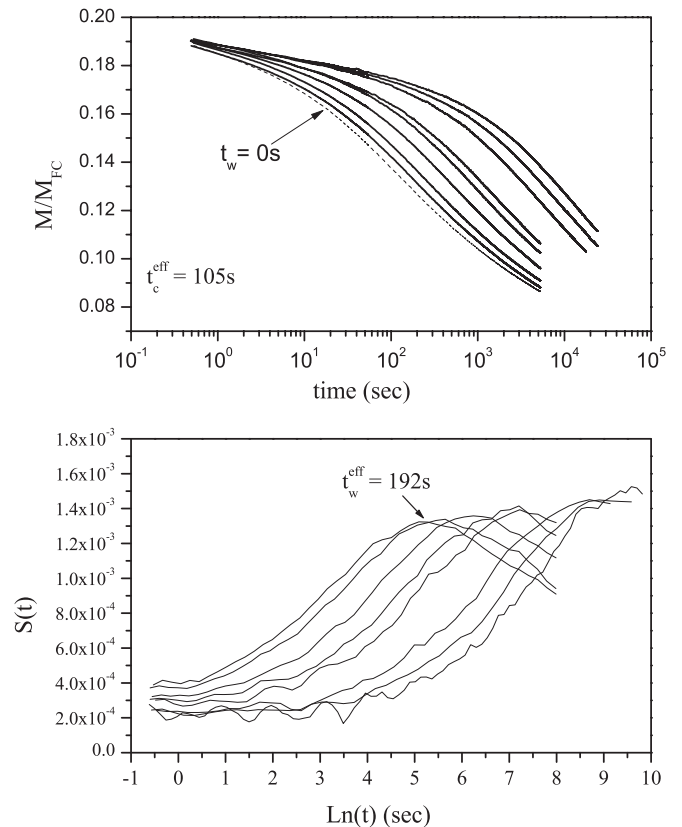 0.20
0.18
0.16
0.14
0.12
0.10
0.08
M/M_FC
t_w = 0s
t_c^eff = 105s
10^-1 10^0 10^1 10^2 10^3 10^4 10^5
time (sec)
1.8x10^-3
1.6x10^-3
1.4x10^-3
1.2x10^-3
1.0x10^-3
8.0x10^-4
6.0x10^-4
4.0x10^-4
2.0x10^-4
0.0
S(t)
t_w^eff = 192s
-1 0 1 2 3 4 5 6 7 8 9 10
Ln(t) (sec)